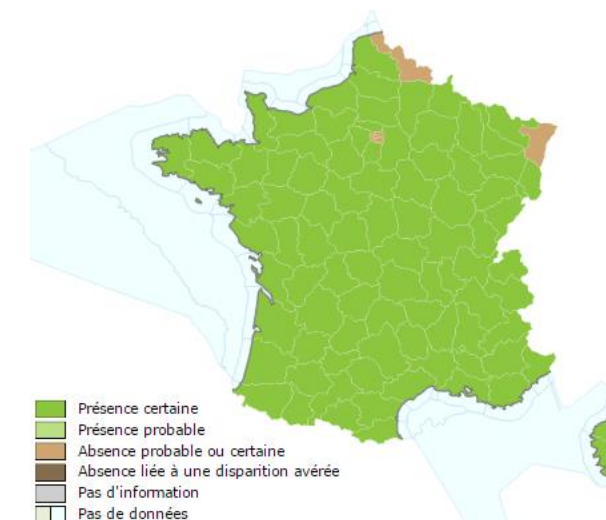 Présence certaine
Présence probable
Absence probable ou certaine
Absence liée à une disparition avérée
Pas d'information
Pas de données